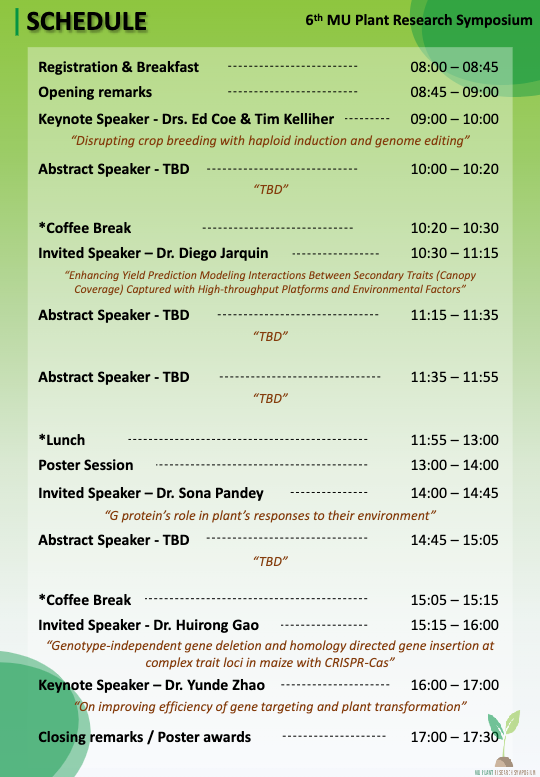 SCHEDULE
6th MU Plant Research Symposium
Registration & Breakfast ------------------- 08:00 – 08:45
Opening remarks ------------------- 08:45 – 09:00
Keynote Speaker - Drs. Ed Coe & Tim Kelliher -------- 09:00 – 10:00
“Disrupting crop breeding with haploid induction and genome editing”
Abstract Speaker - TBD ---------------------- 10:00 – 10:20
“TBD”
*Coffee Break ---------------------- 10:20 – 10:30
Invited Speaker – Dr. Diego Jarquin ------------- 10:30 – 11:15
“Enhancing Yield Prediction Modeling Interactions Between Secondary Traits (Canopy
Coverage) Captured with High-throughput Platforms and Environmental Factors”
Abstract Speaker - TBD ------------------------ 11:15 – 11:35
“TBD”
Abstract Speaker - TBD ------------------------ 11:35 – 11:55
“TBD”
*Lunch ----------------------------------- 11:55 – 13:00
Poster Session ------------------------------- 13:00 – 14:00
Invited Speaker – Dr. Sona Pandey ------------ 14:00 – 14:45
“G protein’s role in plant’s responses to their environment”
Abstract Speaker - TBD ------------------------ 14:45 – 15:05
“TBD”
*Coffee Break --------------------------------- 15:05 – 15:15
Invited Speaker - Dr. Huirong Gao ------------- 15:15 – 16:00
“Genotype-independent gene deletion and homology directed gene insertion at
complex trait loci in maize with CRISPR-Cas”
Keynote Speaker – Dr. Yunde Zhao ---------------- 16:00 – 17:00
“On improving efficiency of gene targeting and plant transformation”
Closing remarks / Poster awards --------------- 17:00 – 17:30
MU PLANT RESEARCH SYMPOSIUM